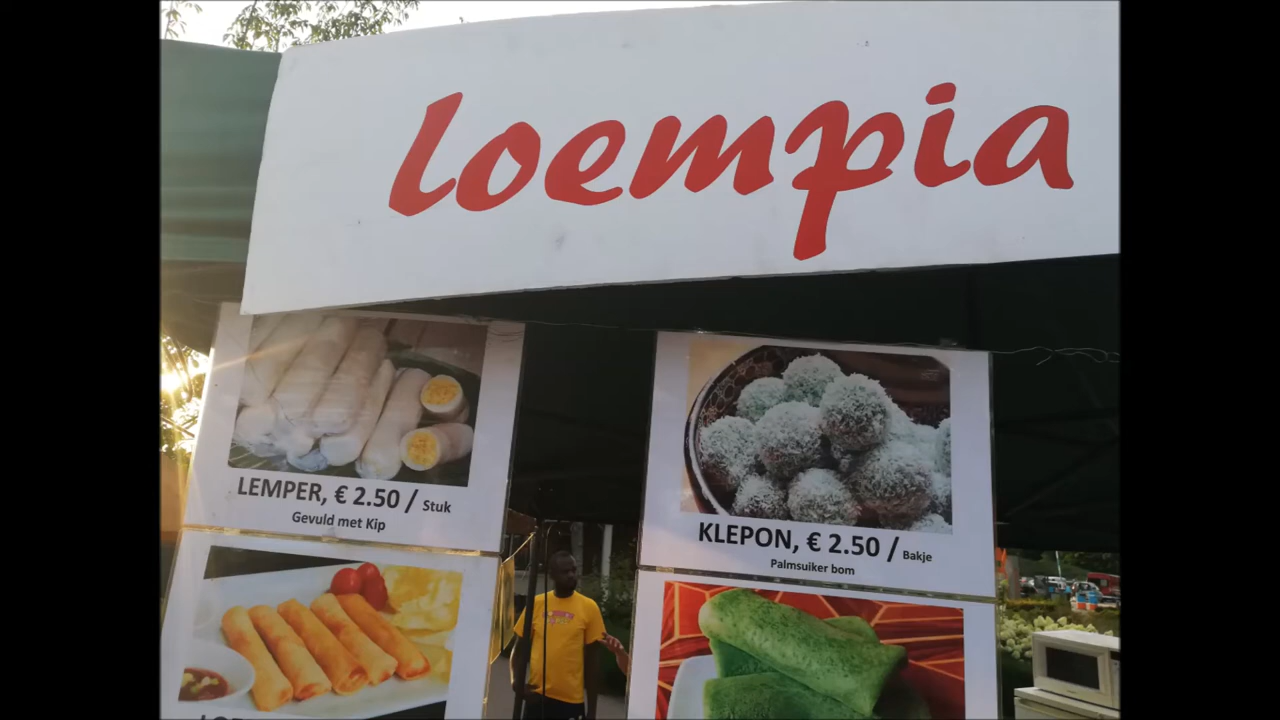 loempia
LEMPER, € 2.50 / Stuk
Gevuld met Kip
KLEPON, € 2.50 / Bakje
Palmsuiker bom